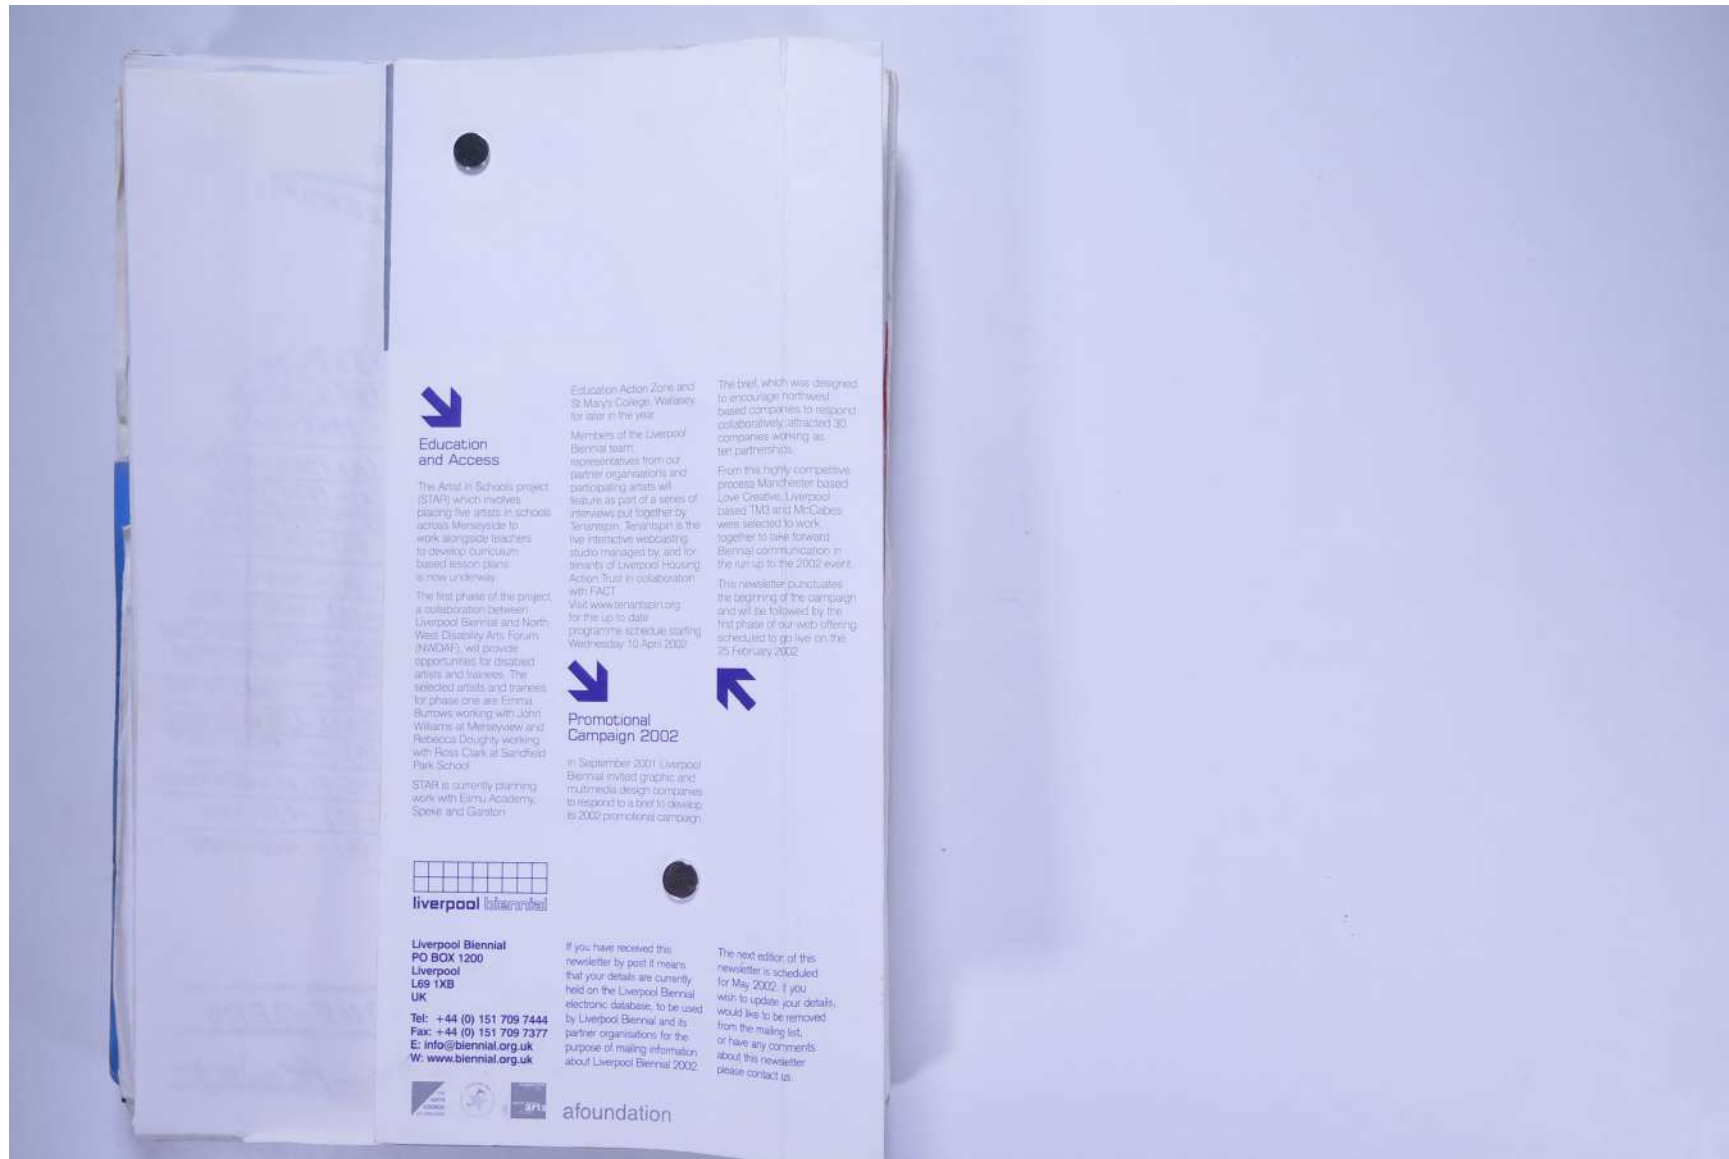 Education
and Access
The Artist in Schools project
(STAR) which involves
placing five artists in schools
across Merseyside to
work alongside teachers
to develop curriculum
based lesson plans
is now underway.
The first phase of the project,
a collaboration between
Liverpool Biennial and North
West Disability Arts Forum
(NWDAF), will provide
opportunities for disabled
artists and trainees. The
selected artists and trainees
for phase one are Emma
Burrows working with John
Williams at Merseyview and
Rebecca Doughty working
with Ross Clark at Sandfield
Park School
STAR is currently planning
work with Academy,
Speke and Garston
Education Action Zone and
St Mary's College, Wallasey,
for later in the year.
Members of the Liverpool
Biennial team,
representatives from our
partner organisations and
participating artists will
feature as part of a series of
interviews put together by
Tenantspin. Tenantspin is the
live interactive webcasting
studio managed by, and for,
tenants of Liverpool Housing
Action Trust in collaboration
with FACT
Visit www.tenantspin.org
for the up to date
programme schedule starting
Wednesday 10 April 2002
Promotional
Campaign 2002
In September 2001 Liverpool
Biennial invited graphic and
multimedia design companies
to respond to a brief to develop
its 2002 promotional campaign.
The brief, which was designed
to encourage northwest
based companies to respond
collaboratively, attracted 30
companies working as
ten partnerships.
From this highly competitive
process Manchester based
Love Creative, Liverpool
based TM3 and McCabes
were selected to work
together to take forward
Biennial communication in
the run up to the 2002 event.
This newsletter punctuates
the beginning of the campaign
and will be followed by the
first phase of our web offering
scheduled to go live on the
25 February 2002
liverpool biennial
Liverpool Biennial
PO BOX 1200
Liverpool
L69 1XB
UK
Tel: +44 (0) 151 709 7444
Fax: +44 (0) 151 709 7377
E: info@biennial.org.uk
W: www.biennial.org.uk
If you have received this
newsletter by post it means
that your details are currently
held on the Liverpool Biennial
electronic database, to be used
by Liverpool Biennial and its
partner organisations for the
purpose of mailing information
about Liverpool Biennial 2002.
The next edition of this
newsletter is scheduled
for May 2002. If you
wish to update your details,
would like to be removed
from the mailing list,
or have any comments
about this newsletter
please contact us.
arts
afoundation